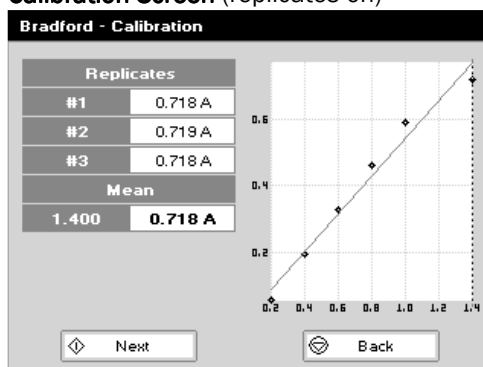 Calibration Screen (replicates on)
Bradford - Calibration
Replicates
#1 0.718 A
#2 0.719 A
#3 0.718 A
Mean
1.400 0.718 A
0.6
0.4
0.2
0.2 0.4 0.6 0.8 1.0 1.2 1.4
Next
Back